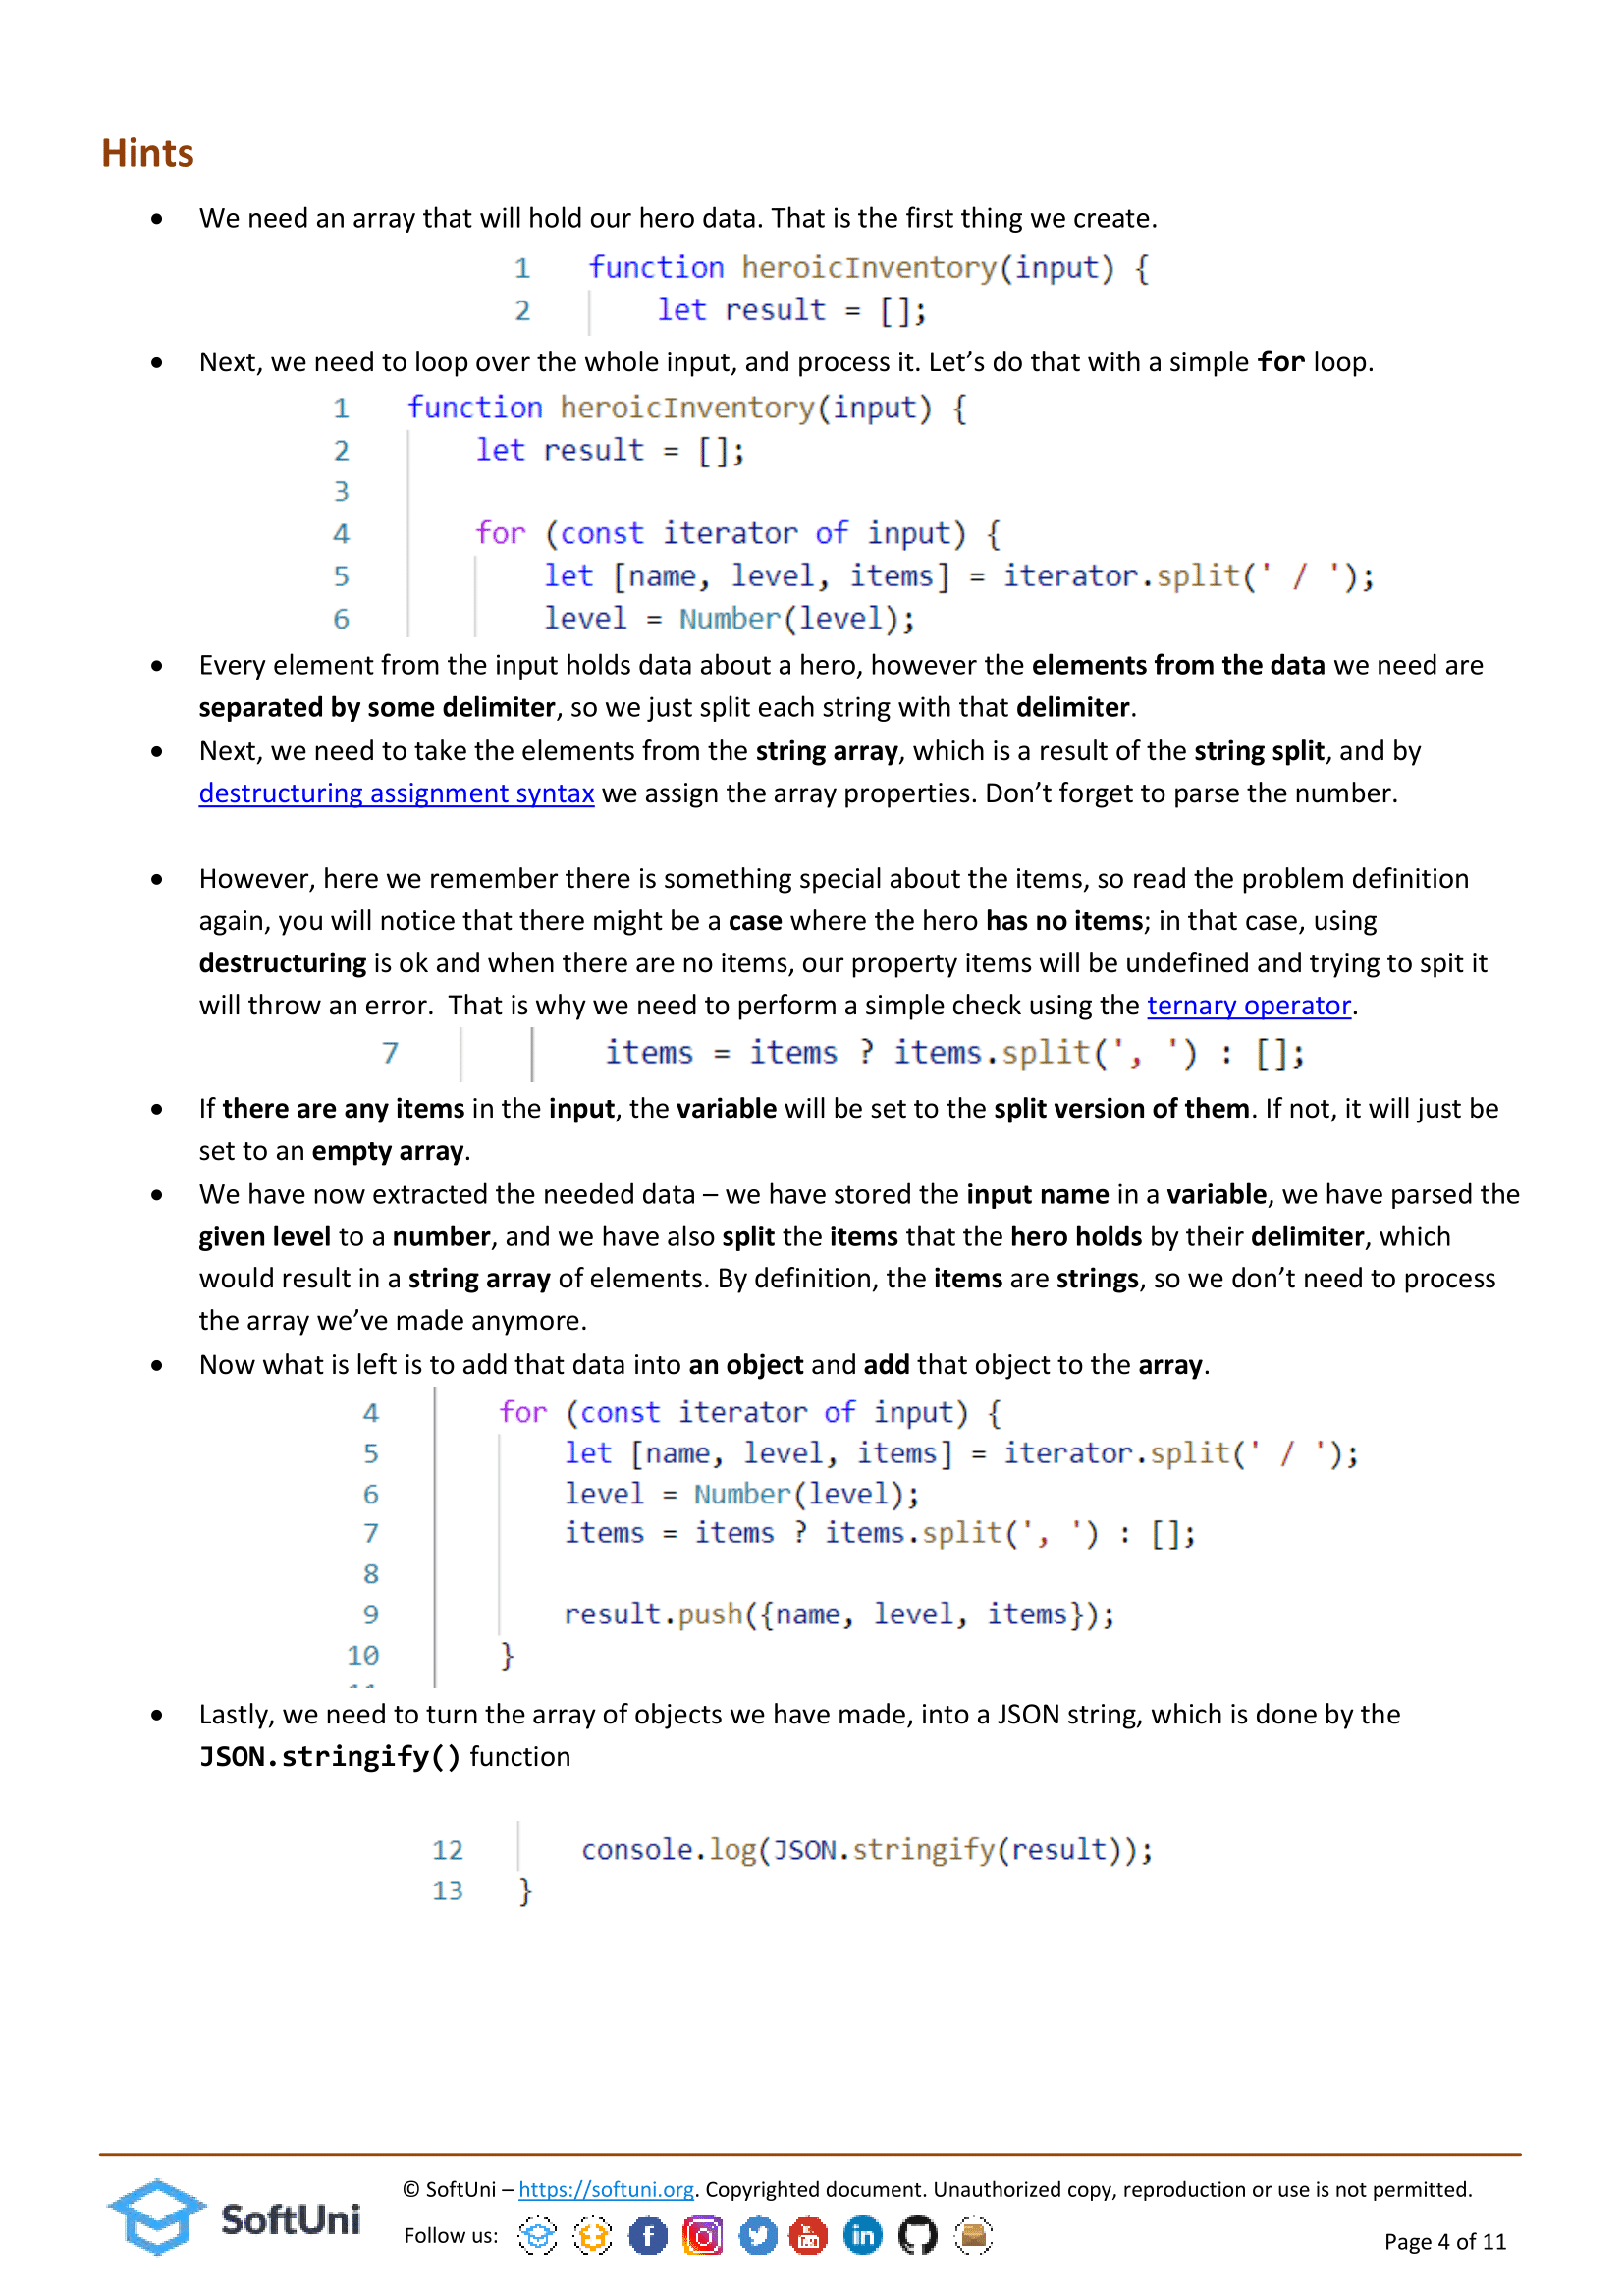 Hints
• We need an array that will hold our hero data. That is the first thing we create.
1 function heroicInventory(input) {
2 let result = [];
• Next, we need to loop over the whole input, and process it. Let’s do that with a simple for loop.
1 function heroicInventory(input) {
2 let result = [];
3
4 for (const iterator of input) {
5 let [name, level, items] = iterator.split(' / ');
6 level = Number(level);
• Every element from the input holds data about a hero, however the elements from the data we need are
separated by some delimiter, so we just split each string with that delimiter.
• Next, we need to take the elements from the string array, which is a result of the string split, and by
destructuring assignment syntax we assign the array properties. Don’t forget to parse the number.
• However, here we remember there is something special about the items, so read the problem definition
again, you will notice that there might be a case where the hero has no items; in that case, using
destructuring is ok and when there are no items, our property items will be undefined and trying to spit it
will throw an error.  That is why we need to perform a simple check using the ternary operator.
7 items = items ? items.split(', ') : [];
• If there are any items in the input, the variable will be set to the split version of them. If not, it will just be
set to an empty array.
• We have now extracted the needed data – we have stored the input name in a variable, we have parsed the
given level to a number, and we have also split the items that the hero holds by their delimiter, which
would result in a string array of elements. By definition, the items are strings, so we don’t need to process
the array we’ve made anymore.
• Now what is left is to add that data into an object and add that object to the array.
4 for (const iterator of input) {
5 let [name, level, items] = iterator.split(' / ');
6 level = Number(level);
7 items = items ? items.split(', ') : [];
8
9 result.push({name, level, items});
10 }
• Lastly, we need to turn the array of objects we have made, into a JSON string, which is done by the
JSON.stringify() function
12 console.log(JSON.stringify(result));
13 }
© SoftUni – https://softuni.org. Copyrighted document. Unauthorized copy, reproduction or use is not permitted.
SoftUni
Follow us:
Page 4 of 11